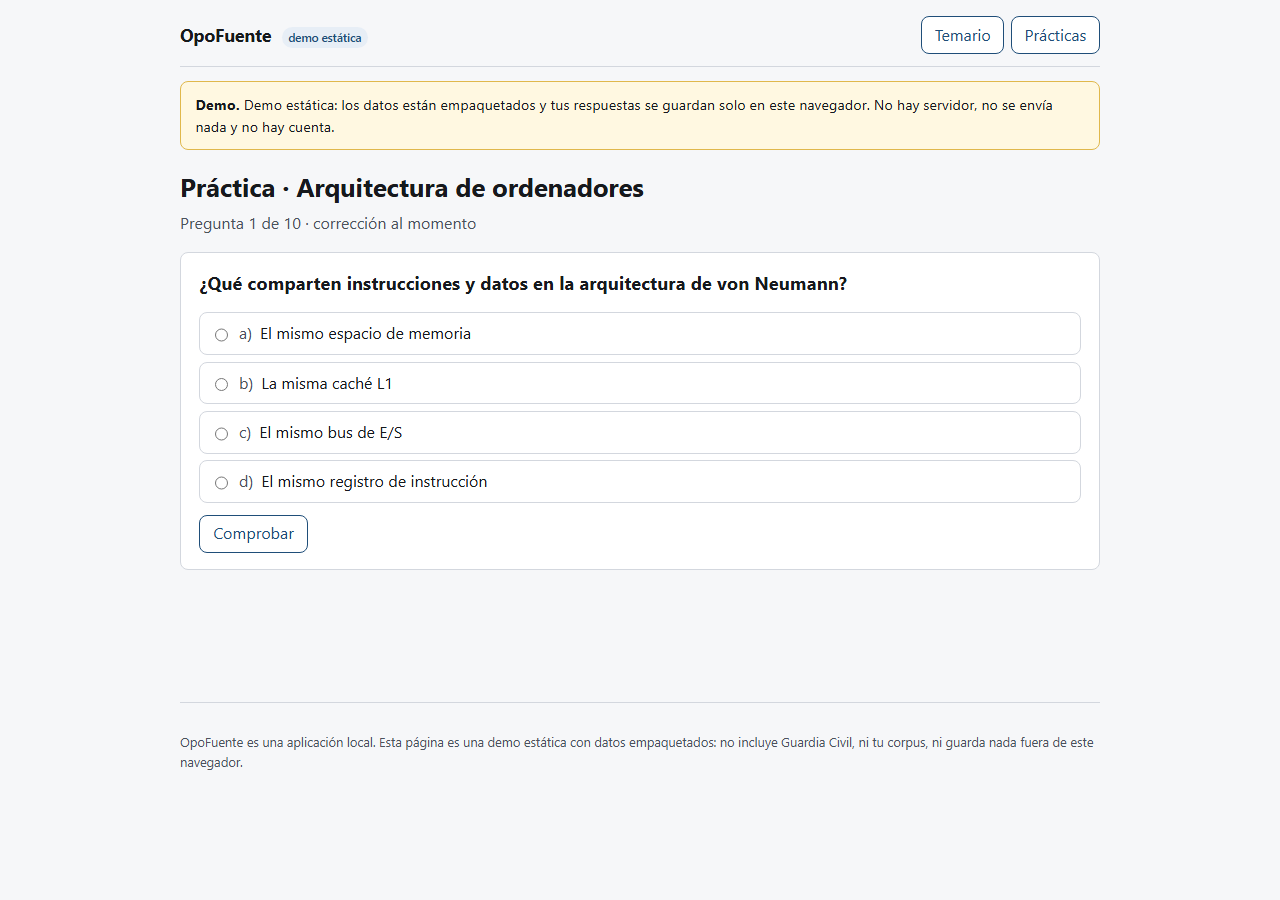 OpoFuente demo estática Temario Prácticas
Demo. Demo estática: los datos están empaquetados y tus respuestas se guardan solo en este navegador. No hay servidor, no se envía
nada y no hay cuenta.
Práctica · Arquitectura de ordenadores
Pregunta 1 de 10 · corrección al momento
¿Qué comparten instrucciones y datos en la arquitectura de von Neumann?
a) El mismo espacio de memoria
b) La misma caché L1
c) El mismo bus de E/S
d) El mismo registro de instrucción
Comprobar
OpoFuente es una aplicación local. Esta página es una demo estática con datos empaquetados: no incluye Guardia Civil, ni tu corpus, ni guarda nada fuera de este
navegador.